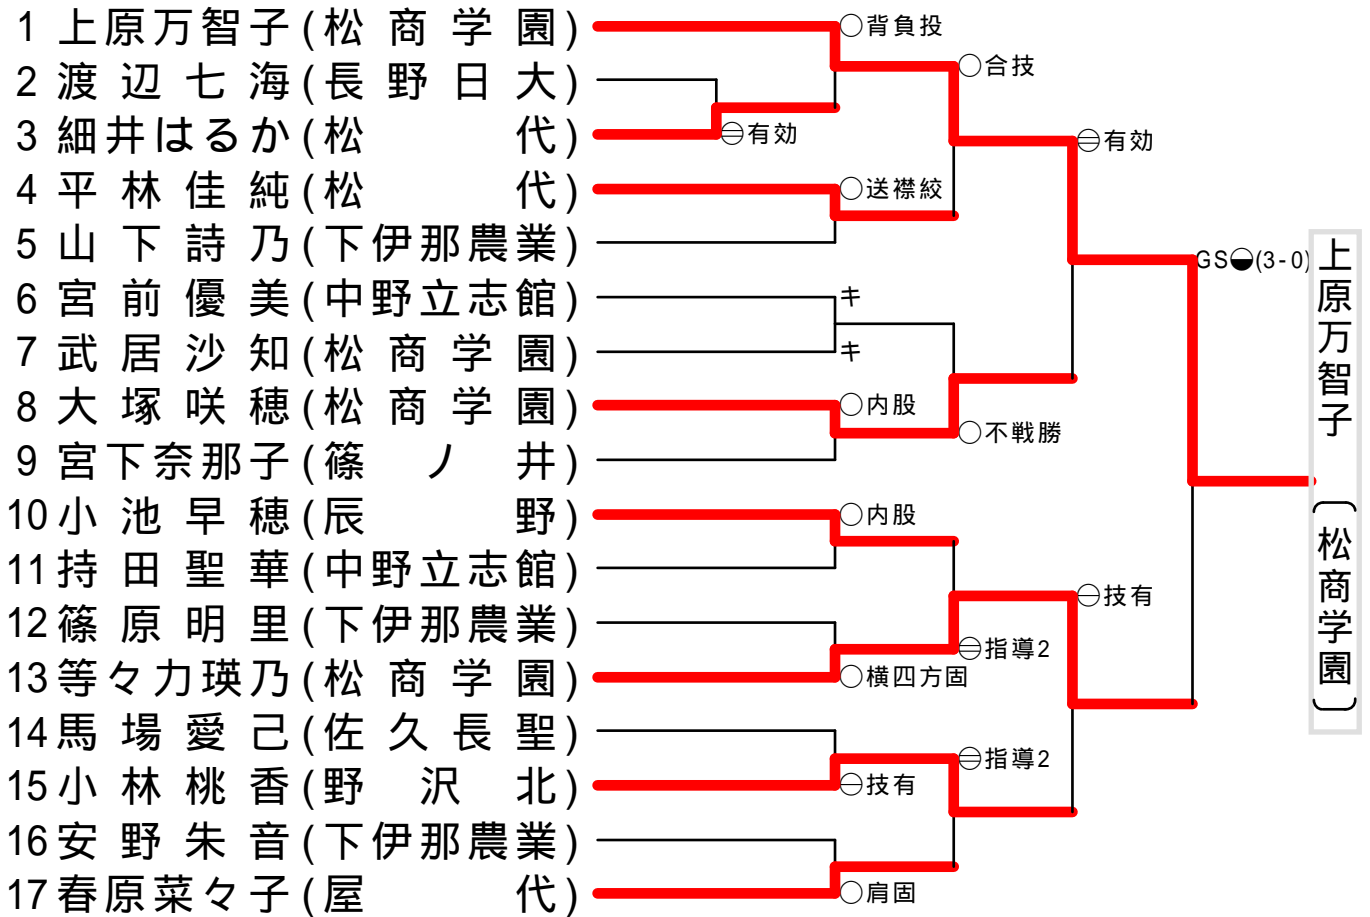 1 上原万智子(松商学園)
2 渡辺七海(長野日大)
3 細井はるか(松代)
4 平林佳純(松代)
5 山下詩乃(下伊那農業)
6 宮前優美(中野立志館)
7 武居沙知(松商学園)
8 大塚咲穂(松商学園)
9 宮下奈那子(篠ノ井)
10 小池早穂(辰野)
11 持田聖華(中野立志館)
12 篠原明里(下伊那農業)
13 等々力瑛乃(松商学園)
14 馬場愛己(佐久長聖)
15 小林桃香(野沢北)
16 安野朱音(下伊那農業)
17 春原菜々子(屋代)
○背負投
㊀有効
○送襟絞
キ
キ
○内股
○内股
○横四方固
㊀技有
○肩固
○合技
○不戦勝
㊀指導2
㊀指導2
㊀有効
㊀技有
GS◒(3-0)
上原万智子
(松商学園)